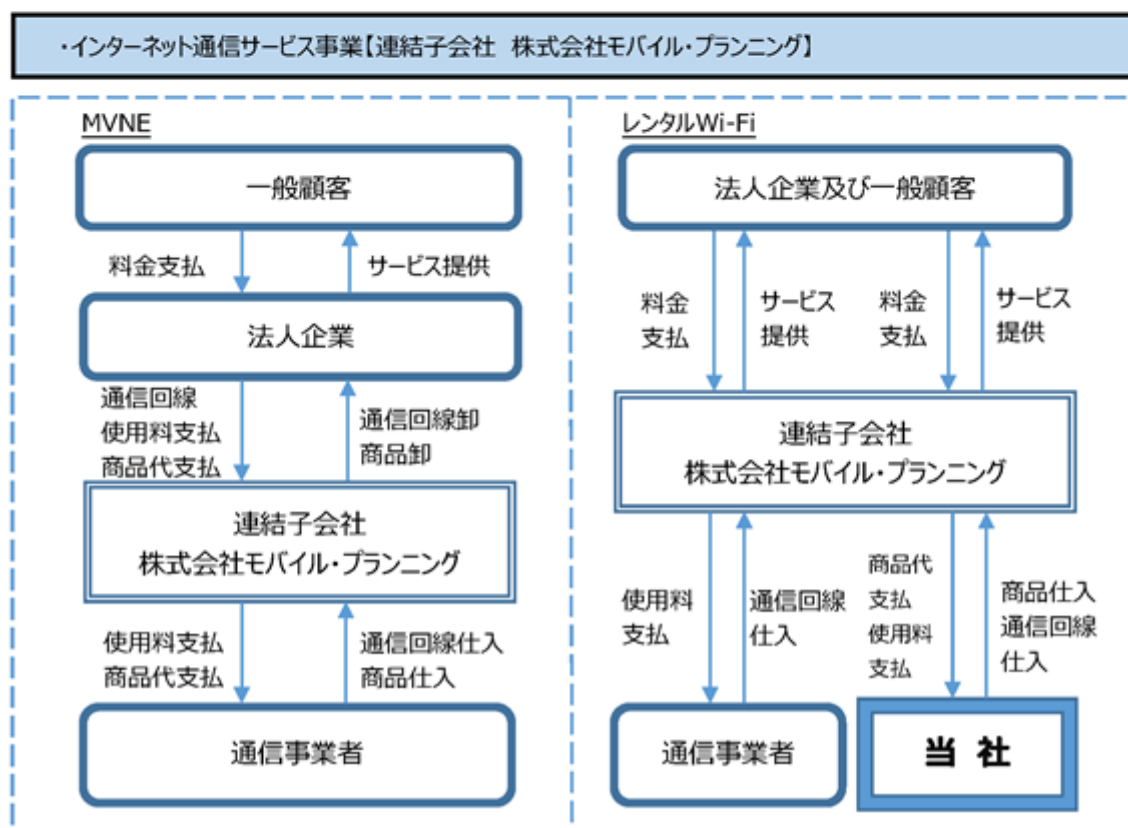 ・インターネット通信サービス事業【連結子会社　株式会社モバイル・プランニング】
MVNE
一般顧客
料金支払
サービス提供
法人企業
通信回線
使用料支払
商品代支払
通信回線卸
商品卸
連結子会社
株式会社モバイル・プランニング
使用料支払
商品代支払
通信回線仕入
商品仕入
通信事業者
レンタルWi-Fi
法人企業及び一般顧客
料金
支払
サービス
提供
料金
支払
サービス
提供
連結子会社
株式会社モバイル・プランニング
使用料
支払
通信回線
仕入
商品代
支払
使用料
支払
商品仕入
通信回線
仕入
通信事業者
当 社